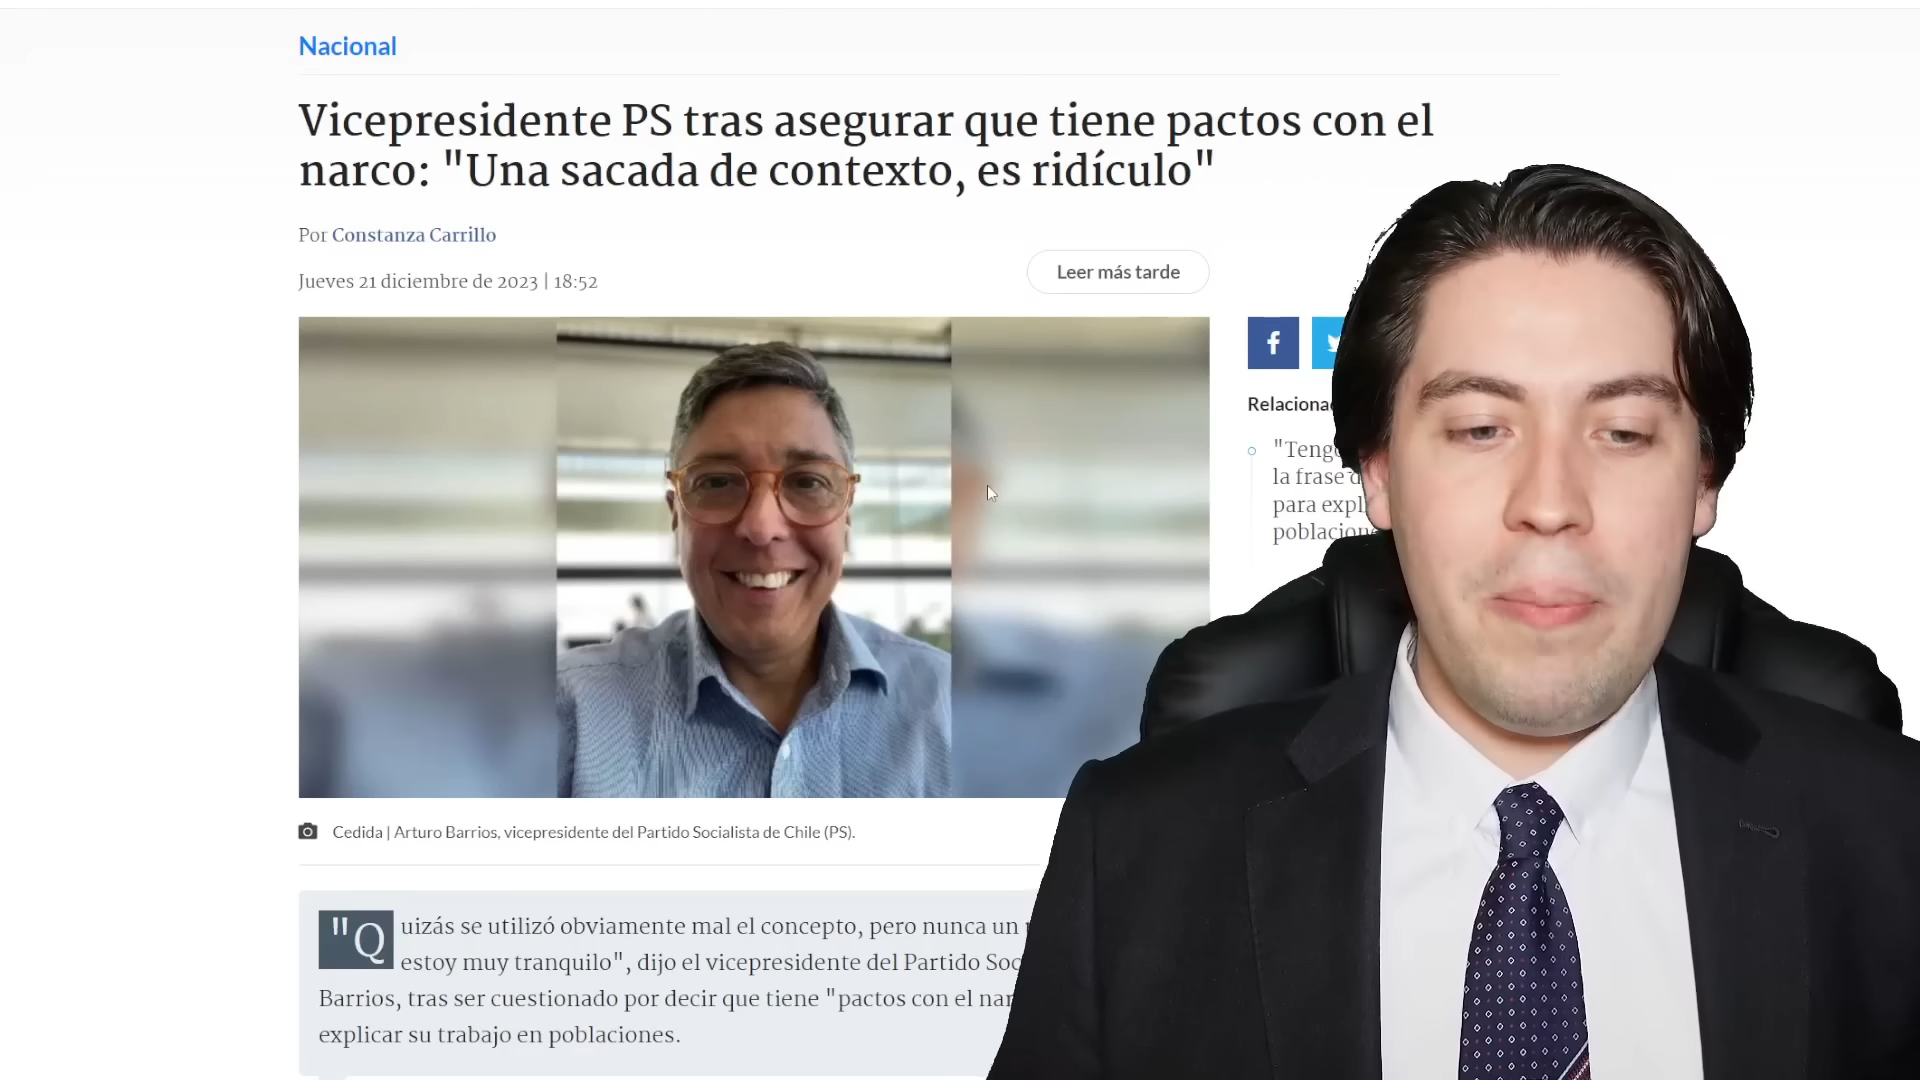 Nacional
Vicepresidente PS tras asegurar que tiene pactos con el
narco: "Una sacada de contexto, es ridículo"
Por Constanza Carrillo
Jueves 21 diciembre de 2023 | 18:52
Leer más tarde
f
"Teng
la frase d
para expl
Cedida | Arturo Barrios, vicepresidente del Partido Socialista de Chile (PS).
"Quizás se utilizó obviamente mal el concepto, pero nunca un
estoy muy tranquilo", dijo el vicepresidente del Partido Soc
Barrios, tras ser cuestionado por decir que tiene "pactos con el nar
explicar su trabajo en poblaciones.